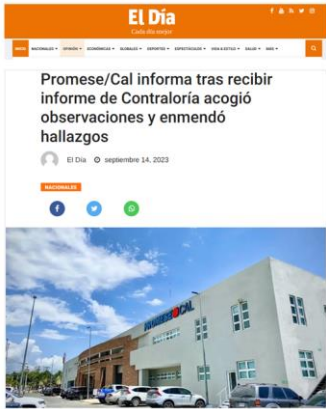 El Día
Cada día mejor
INICIO NACIONALES OPINIÓN ECONÓMICAS GLOBALES DEPORTES ESPECTÁCULOS VIDA & ESTILO SALUD MÁS
Promese/Cal informa tras recibir
informe de Contraloría acogió
observaciones y enmendó
hallazgos
El Día septiembre 14, 2023
NACIONALES
PROMESE CAL